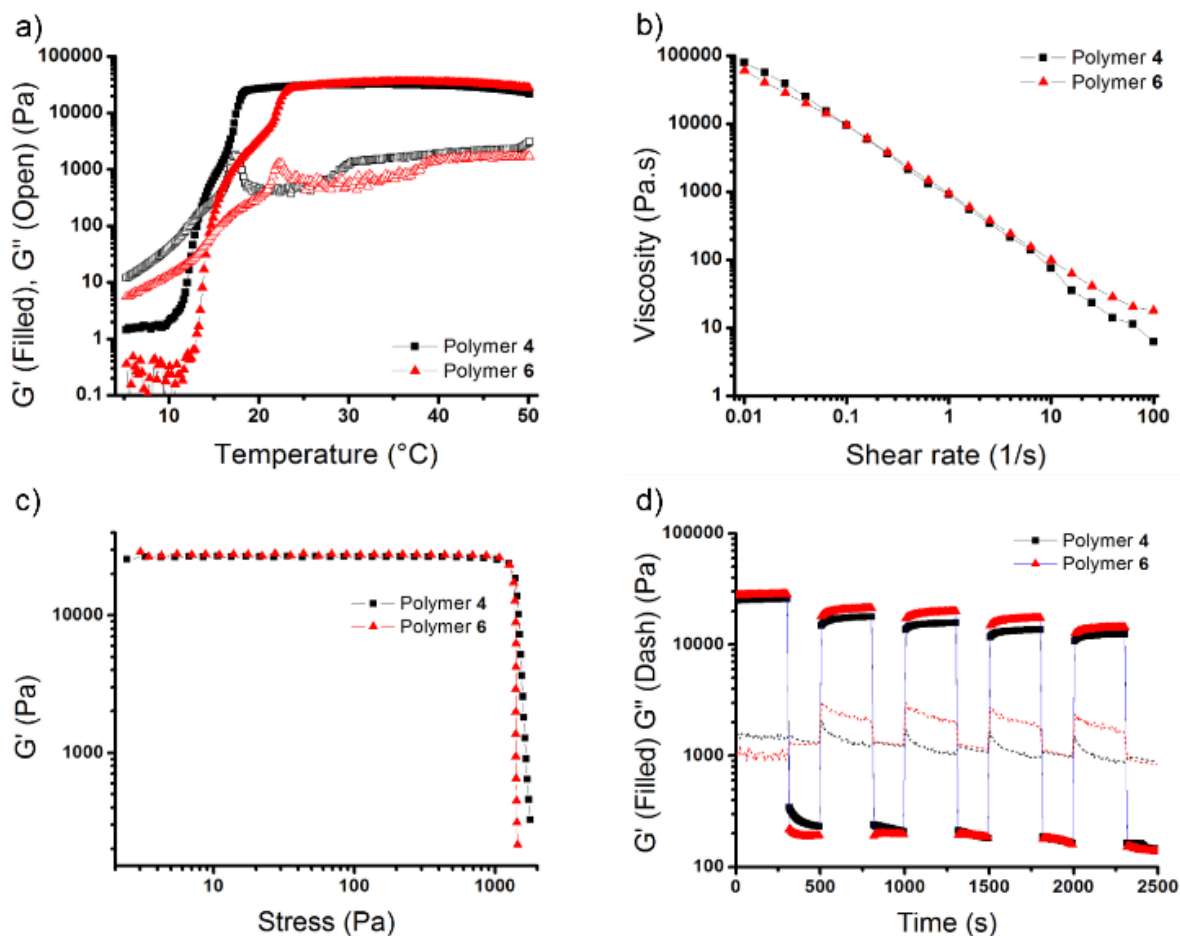 a)
G' (Filled), G'' (Open) (Pa)
100000
10000
1000
100
10
1
0.1
Polymer 4
Polymer 6
10 20 30 40 50
Temperature (°C)
b)
Viscosity (Pa.s)
100000
10000
1000
100
10
1
Polymer 4
Polymer 6
0.01 0.1 1 10 100
Shear rate (1/s)
c)
G' (Pa)
10000
1000
Polymer 4
Polymer 6
10 100 1000
Stress (Pa)
d)
G' (Filled) G'' (Dash) (Pa)
100000
10000
1000
100
Polymer 4
Polymer 6
0 500 1000 1500 2000 2500
Time (s)